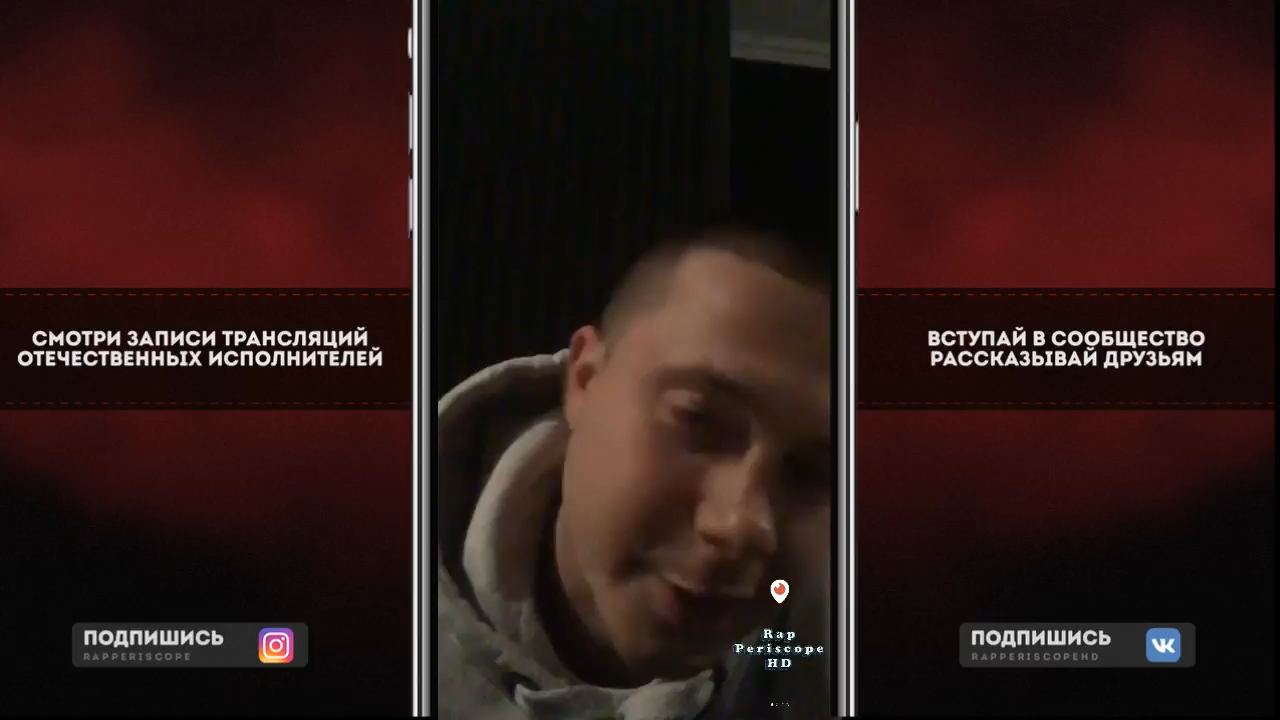 СМОТРИ ЗАПИСИ ТРАНСЛЯЦИЙ
ОТЕЧЕСТВЕННЫХ ИСПОЛНИТЕЛЕЙ
ВСТУПАЙ В СООБЩЕСТВО
РАССКАЗЫВАЙ ДРУЗЬЯМ
ПОДПИШИСЬ
RAPPERISCOPE
Rap
Periscope
HD
ПОДПИШИСЬ
RAPPERISCOPEHD